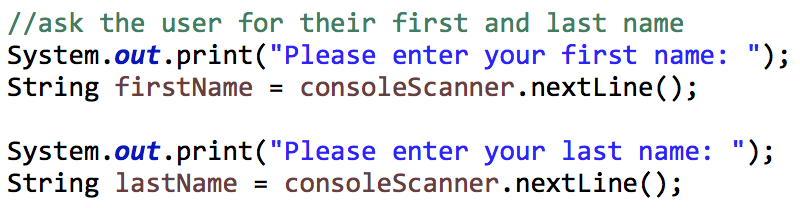 //ask the user for their first and last name
System.out.print("Please enter your first name: ");
String firstName = consoleScanner.nextLine();
System.out.print("Please enter your last name: ");
String lastName = consoleScanner.nextLine();